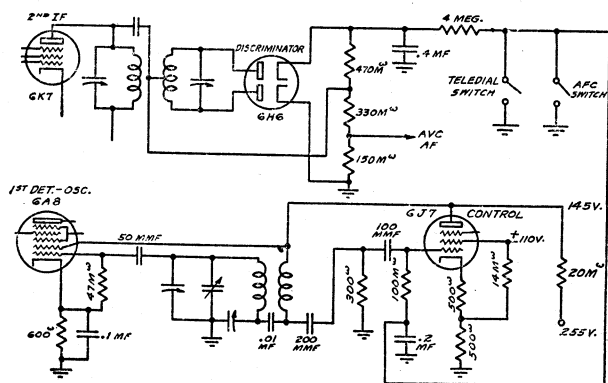 2ND IF
6K7
DISCRIMINATOR
6H6
470Mω
330Mω
150Mω
.4 MF
4 MEG.
TELEDIAL
SWITCH
AFC
SWITCH
AVC
AF
1ST DET.-OSC.
6A8
50 MMF
47Mω
600ω
.1 MF
.01
MF
200
MMF
300ω
100
MMF
100Mω
.2
MF
6J7
CONTROL
±110V.
500ω
500ω
14Mω
145V.
20Mω
255V.